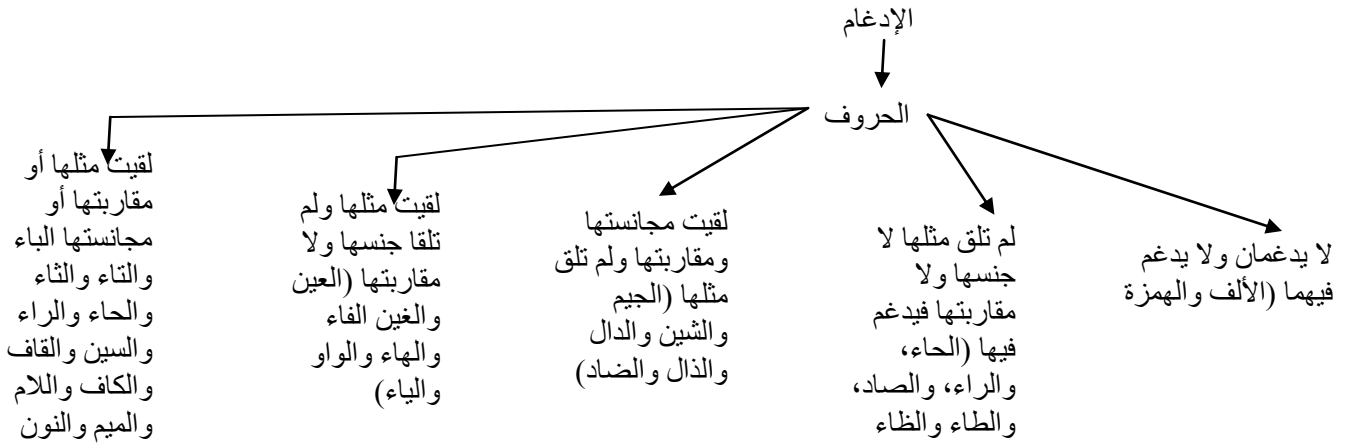 الإدغام
الحروف
لا يدغمان ولا يدغم
فيهما (الألف والهمزة
لم تلق مثلها لا
جنسها ولا
مقاربتها فيدغم
فيها (الحاء،
والراء، والصاد،
والطاء والظاء
لقيت مجانستها
ومقاربتها ولم تلق
مثلها (الجيم
والشين والدال
والذال والضاد)
لقيت مثلها ولم
تلقا جنسها ولا
مقاربتها (العين
والغين الفاء
والهاء والواو
والياء)
لقيت مثلها أو
مقاربتها أو
مجانستها الباء
والتاء والثاء
والحاء والراء
والسين والقاف
والكاف واللام
والميم والنون